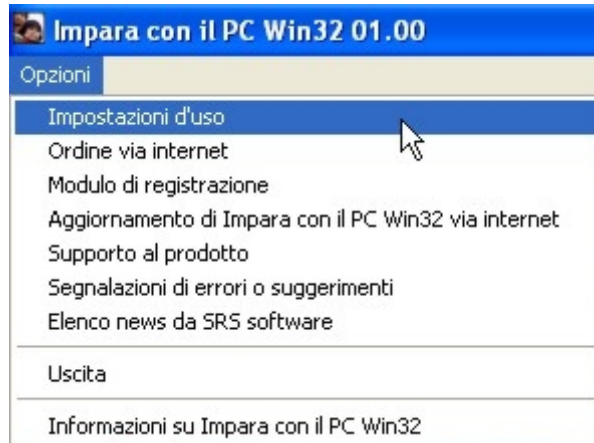 Impara con il PC Win32 01.00
Opzioni
Impostazioni d'uso
Ordine via internet
Modulo di registrazione
Aggiornamento di Impara con il PC Win32 via internet
Supporto al prodotto
Segnalazioni di errori o suggerimenti
Elenco news da SRS software
Uscita
Informazioni su Impara con il PC Win32